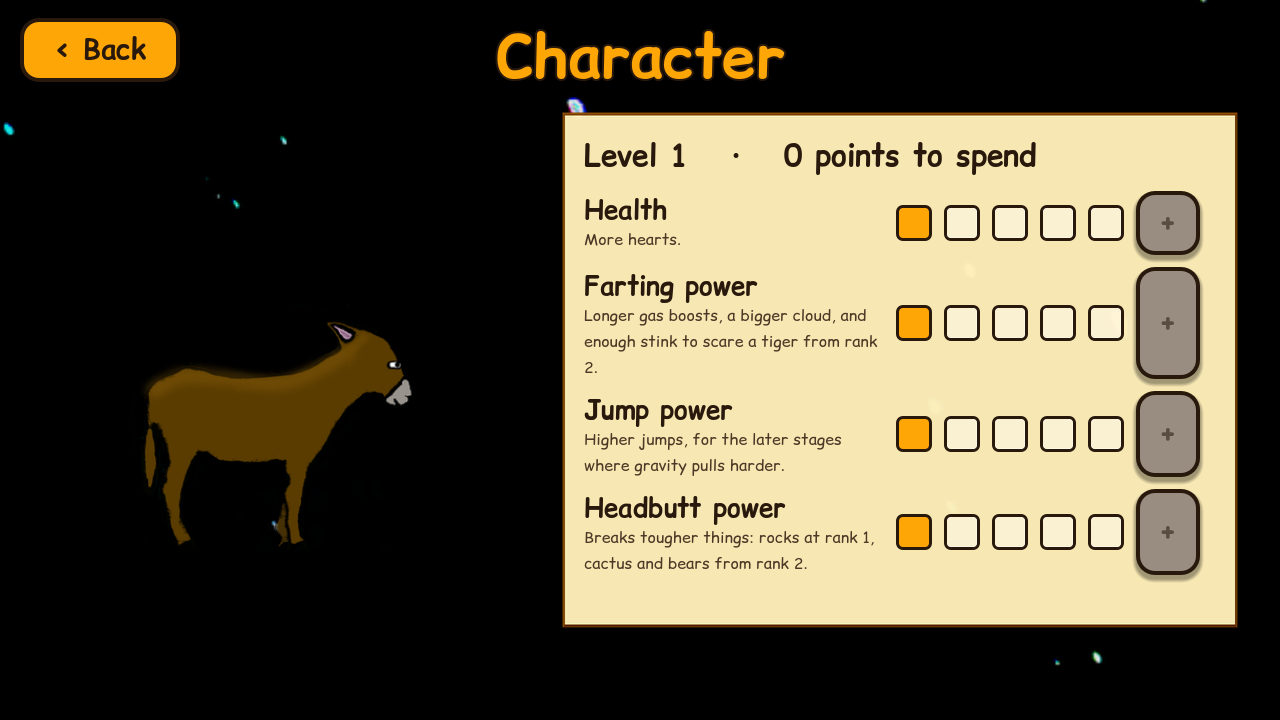 ‹ Back
Character
Level 1 · 0 points to spend
Health
More hearts.
+
Farting power
Longer gas boosts, a bigger cloud, and
enough stink to scare a tiger from rank
2.
+
Jump power
Higher jumps, for the later stages
where gravity pulls harder.
+
Headbutt power
Breaks tougher things: rocks at rank 1,
cactus and bears from rank 2.
+